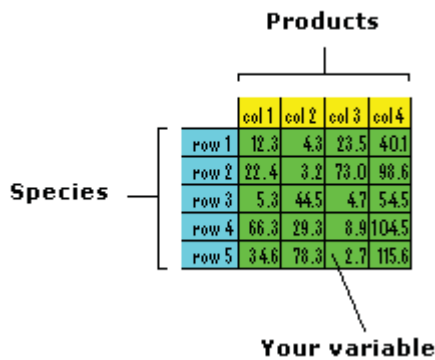 Products
col 1 col 2 col 3 col 4
row 1 12.3 4.3 23.5 40.1
row 2 22.4 3.2 73.0 98.6
Species
row 3 5.3 44.5 4.7 54.5
row 4 66.3 29.3 8.9 104.5
row 5 34.6 78.3 2.7 115.6
Your variable